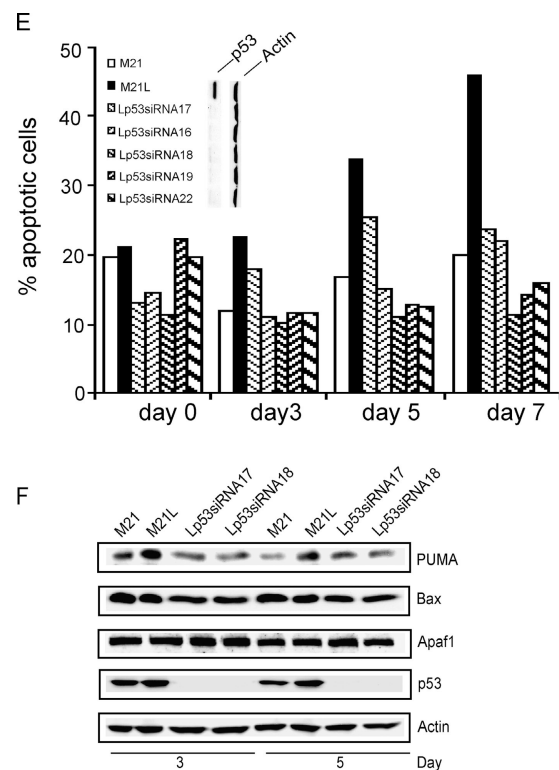 E
% apoptotic cells
50
40
30
20
10
0
M21
M21L
Lp53siRNA17
Lp53siRNA16
Lp53siRNA18
Lp53siRNA19
Lp53siRNA22
p53
Actin
day 0 day3 day 5 day 7
F
M21 M21L Lp53siRNA17 Lp53siRNA18 M21 M21L Lp53siRNA17 Lp53siRNA18
PUMA
Bax
Apaf1
p53
Actin
3 5 Day